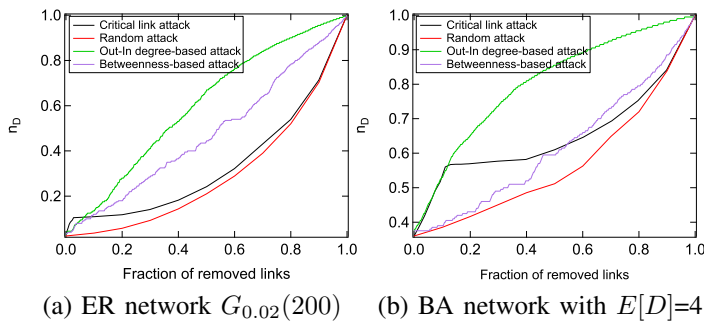 1.0
0.8
0.6
0.4
0.2
n_D
Critical link attack
Random attack
Out-In degree-based attack
Betweenness-based attack
0.0 0.2 0.4 0.6 0.8 1.0
Fraction of removed links
(a) ER network G_{0.02}(200)
1.0
0.9
0.8
0.7
0.6
0.5
0.4
n_D
Critical link attack
Random attack
Out-In degree-based attack
Betweenness-based attack
0.0 0.2 0.4 0.6 0.8 1.0
Fraction of removed links
(b) BA network with E[D]=4